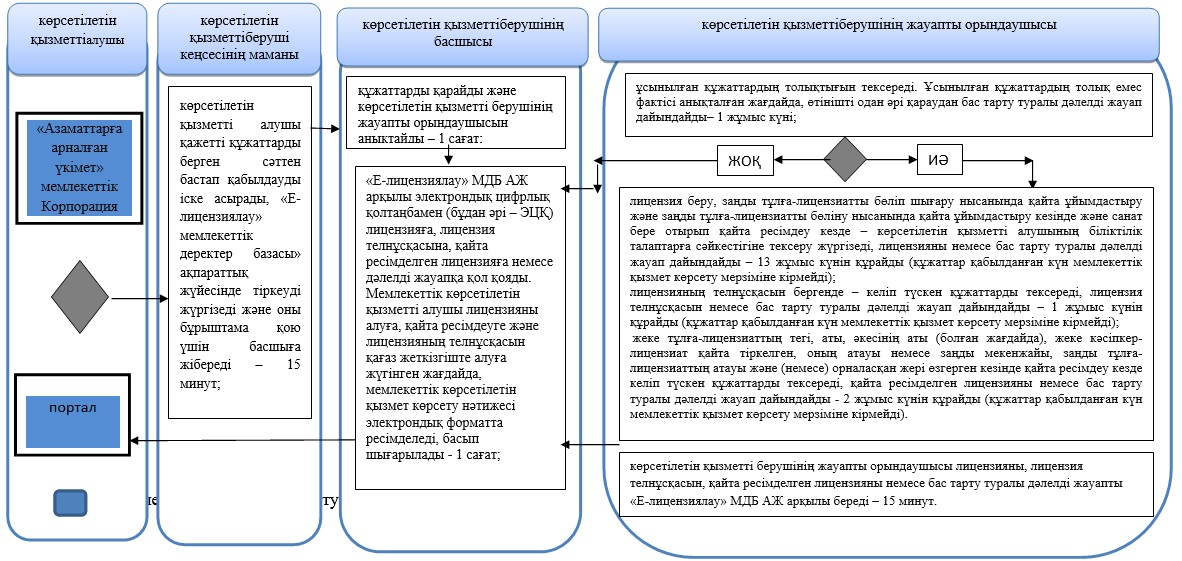 көрсетілетін
қызметтіалушы
«Азаматтарға
арналған
үкімет»
мемлекеттік
Корпорация
портал
көрсетілетін
қызметтіберуші
кеңсесінің маманы
көрсетілетін
қызметті алушы
қажетті құжаттарды
берген сәттен
бастап қабылдауды
іске асырады, «Е-
лицензиялау»
мемлекеттік
деректер базасы»
ақпараттық
жүйесінде тіркеуді
жүргізеді және оны
бұрыштама қою
үшін басшыға
жібереді – 15
минут;
көрсетілетін қызметтіберушінің
басшысы
құжаттарды қарайды және
көрсетілетін қызметті берушінің
жауапты орындаушысын
анықтайды – 1 сағат:
«Е-лицензиялау» МДБ АЖ
арқылы электрондық цифрлық
қолтаңбамен (бұдан әрі – ЭЦҚ)
лицензияға, лицензия
телнұсқасына, қайта
ресімделген лицензияға немесе
дәлелді жауапқа қол қояды.
Мемлекеттік көрсетілетін
қызметті алушы лицензияны
алуға, қайта ресімдеуге және
лицензияның телнұсқасын
қағаз жеткізгіште алуға
жүгінген жағдайда,
мемлекеттік көрсетілетін
қызмет көрсету нәтижесі
электрондық форматта
ресімделеді, басып
шығарылады - 1 сағат;
көрсетілетін қызметтіберушінің жауапты орындаушысы
ұсынылған құжаттардың толықтығын тексереді. Ұсынылған құжаттардың толық емес
фактісі анықталған жағдайда, өтінішті одан әрі қараудан бас тарту туралы дәлелді жауап
дайындайды– 1 жұмыс күні;
ЖОҚ
ИӘ
лицензия беру, заңды тұлға-лицензиатты бөліп шығару нысанында қайта ұйымдастыру
және заңды тұлға-лицензиатты бөліну нысанында қайта ұйымдастыру кезінде және санат
бере отырып қайта ресімдеу кезде – көрсетілетін қызметті алушының біліктілік
талаптарға сәйкестігіне тексеру жүргізеді, лицензияны немесе бас тарту туралы дәлелді
жауап дайындайды – 13 жұмыс күнін құрайды (құжаттар қабылданған күн мемлекеттік
қызмет көрсету мерзіміне кірмейді);
лицензияның телнұсқасын бергенде – келіп түскен құжаттарды тексереді, лицензия
телнұсқасын немесе бас тарту туралы дәлелді жауап дайындайды – 1 жұмыс күнін
құрайды (құжаттар қабылданған күн мемлекеттік қызмет көрсету мерзіміне кірмейді);
жеке тұлға-лицензиаттың тегі, аты, әкесінің аты (болған жағдайда), жеке кәсіпкер-
лицензиат қайта тіркелген, оның атауы немесе заңды мекенжайы, заңды тұлға-
лицензиаттың атауы және (немесе) орналасқан жері өзгерген кезінде қайта ресімдеу кезде
келіп түскен құжаттарды тексереді, қайта ресімделген лицензияны немесе бас тарту
туралы дәлелді жауап дайындайды - 2 жұмыс күнін құрайды (құжаттар қабылданған күн
мемлекеттік қызмет көрсету мерзіміне кірмейді).
көрсетілетін қызметті берушінің жауапты орындаушысы лицензияны, лицензия
телнұсқасын, қайта ресімделген лицензияны немесе бас тарту туралы дәлелді жауапты
«Е-лицензиялау» МДБ АЖ арқылы береді – 15 минут.